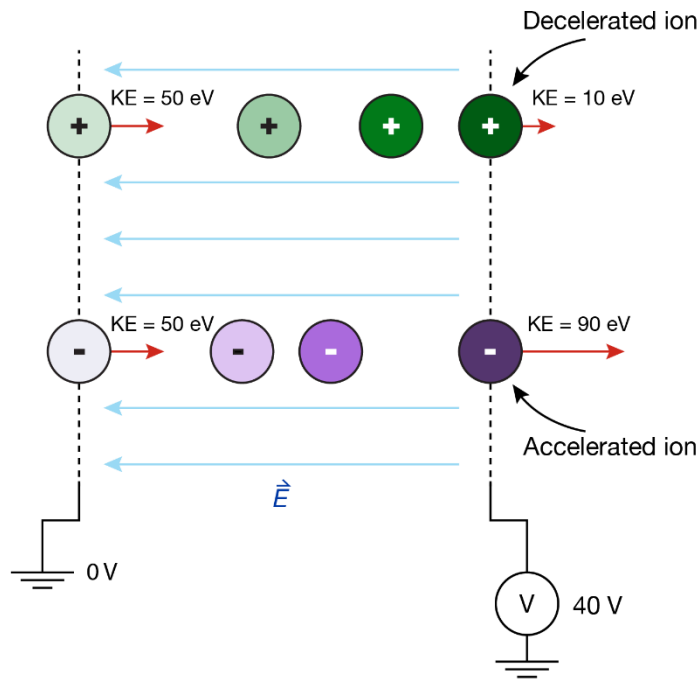 Decelerated ion
KE = 50 eV
KE = 10 eV
+
+
+
+
KE = 50 eV
KE = 90 eV
-
-
-
-
Accelerated ion
E⃗
0 V
V
40 V